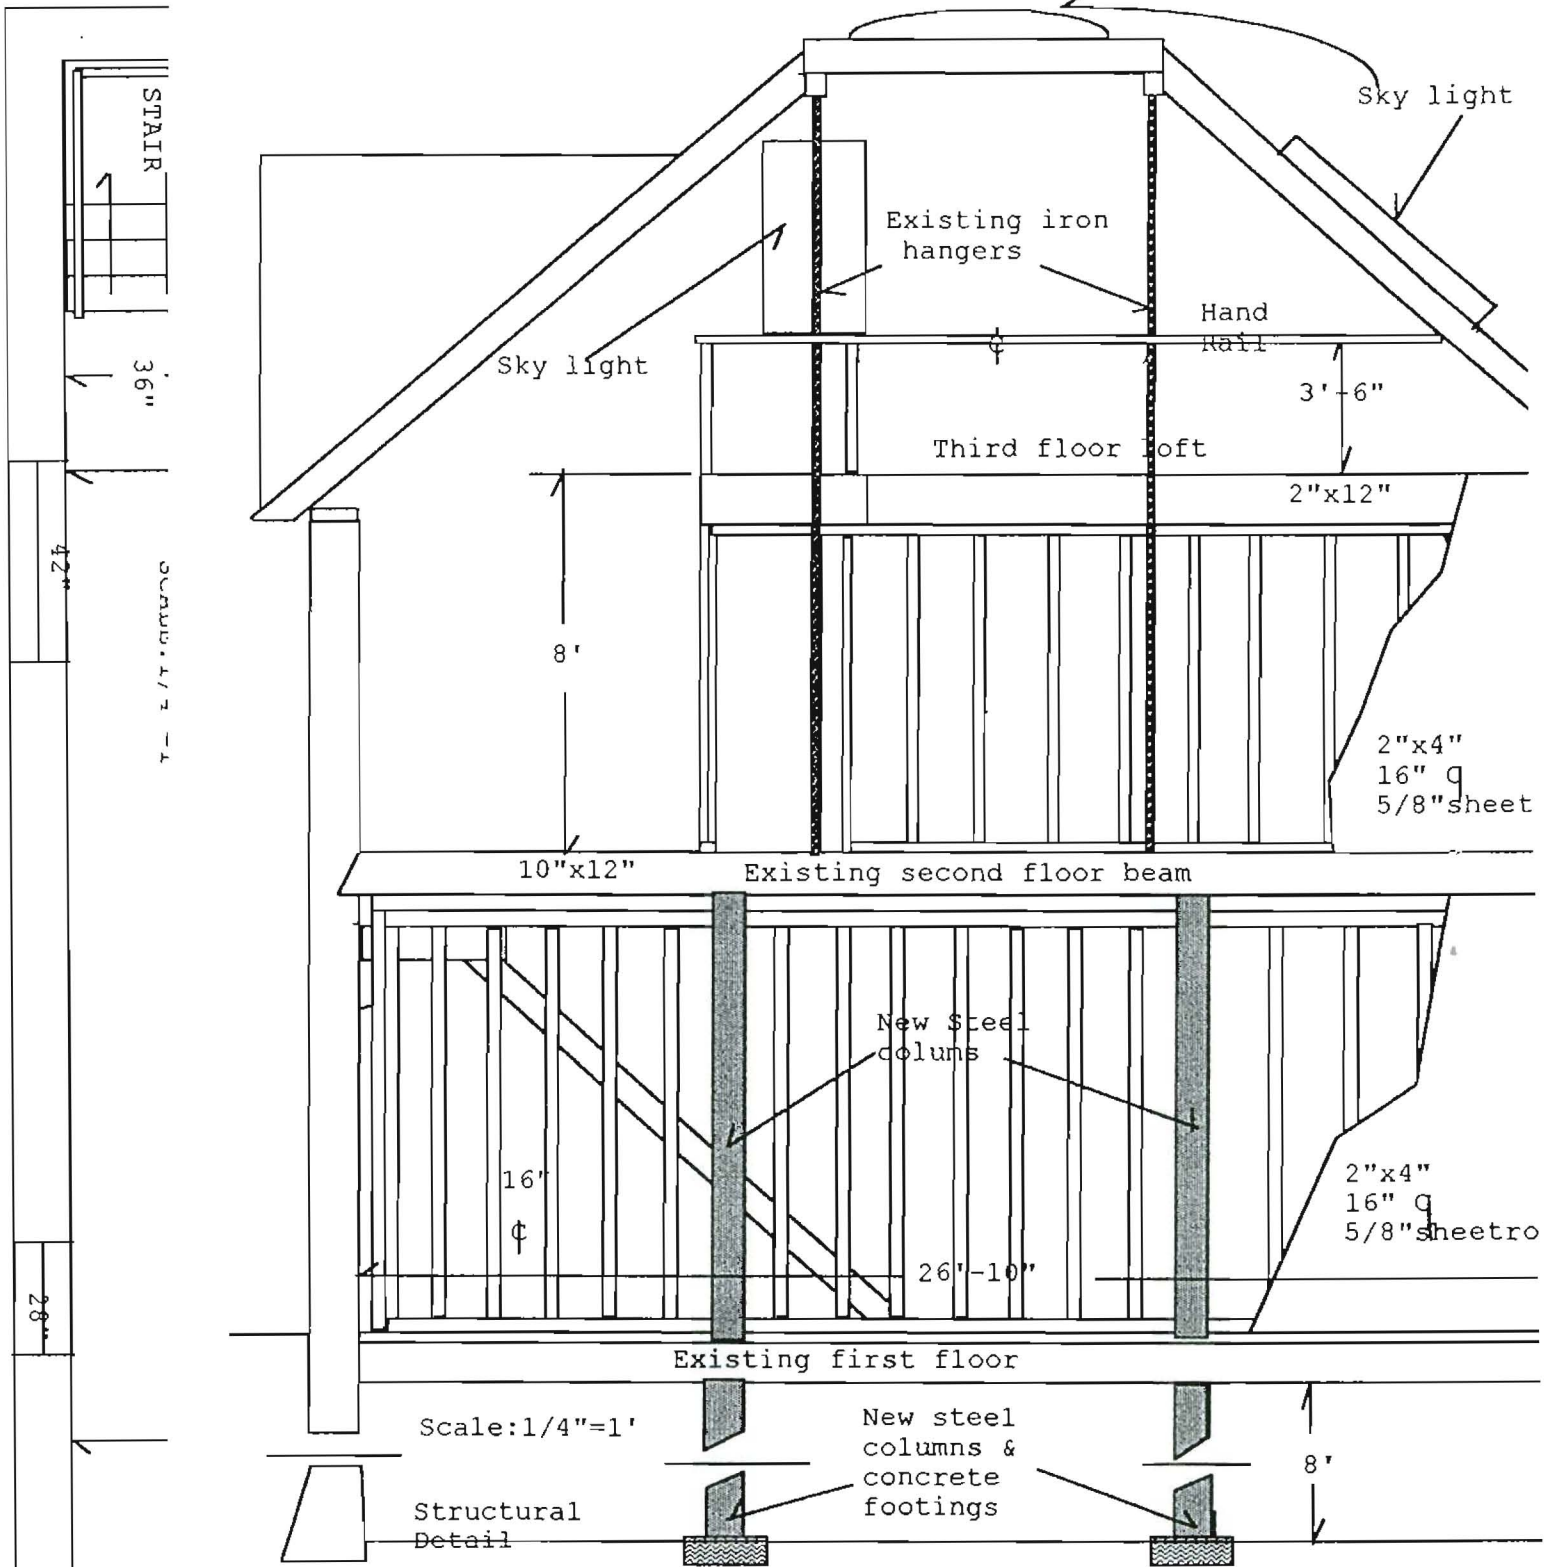 STAIR
36"
42"
28"
Sky light
Existing iron
hangers
Hand
Rail
Sky light
3'-6"
Third floor loft
2"x12"
8'
2"x4"
16" ȼ
5/8"sheet
10"x12"
Existing second floor beam
New Steel
coluns
16"
ȼ
2"x4"
16" ȼ
5/8"sheetro
26'-10"
Existing first floor
Scale:1/4"=1'
New steel
columns &
concrete
footings
8'
Structural
Detail